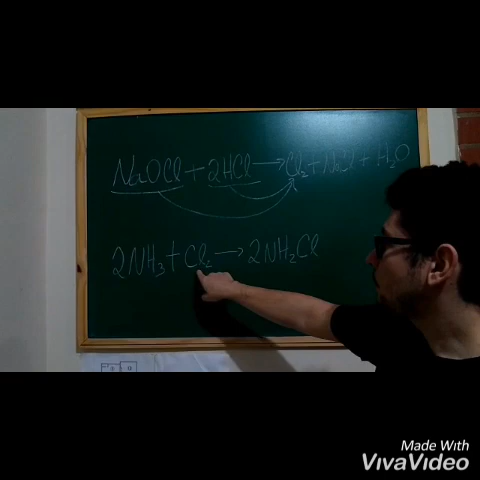 NaOCl + 2HCl → Cl₂ + NaCl + H₂O
2NH₃ + Cl₂ → 2NH₂Cl
Made With
VivaVideo